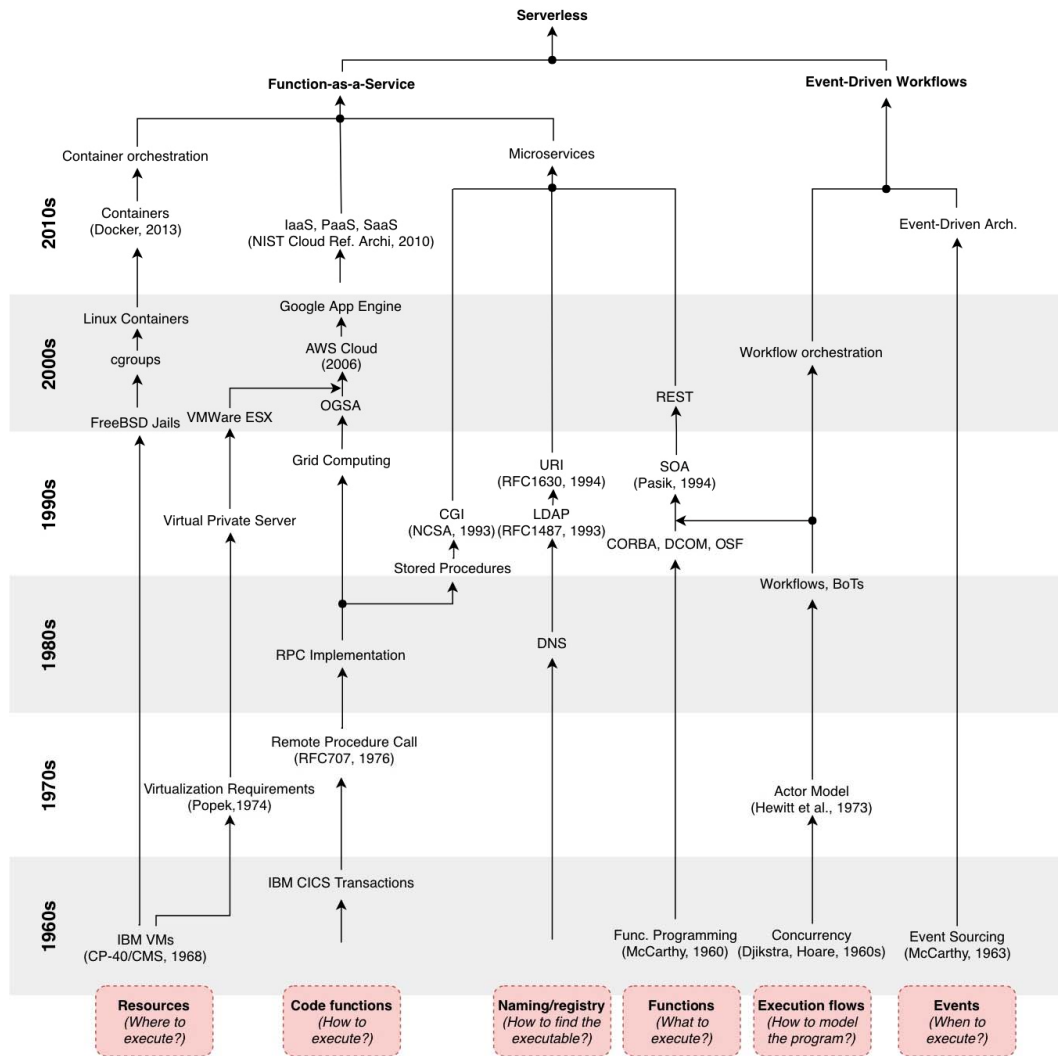 Serverless
Function-as-a-Service
Event-Driven Workflows
Container orchestration
Microservices
2010s
Containers
(Docker, 2013)
IaaS, PaaS, SaaS
(NIST Cloud Ref. Archi, 2010)
Event-Driven Arch.
2000s
Linux Containers
Google App Engine
cgroups
AWS Cloud
(2006)
Workflow orchestration
FreeBSD Jails
VMWare ESX
OGSA
REST
1990s
Grid Computing
URI
(RFC1630, 1994)
SOA
(Pasik, 1994)
Virtual Private Server
CGI
(NCSA, 1993)
LDAP
(RFC1487, 1993)
CORBA, DCOM, OSF
Stored Procedures
Workflows, BoTs
1980s
RPC Implementation
DNS
1970s
Remote Procedure Call
(RFC707, 1976)
Virtualization Requirements
(Popek,1974)
Actor Model
(Hewitt et al., 1973)
1960s
IBM CICS Transactions
IBM VMs
(CP-40/CMS, 1968)
Func. Programming
(McCarthy, 1960)
Concurrency
(Djikstra, Hoare, 1960s)
Event Sourcing
(McCarthy, 1963)
Resources
(Where to
execute?)
Code functions
(How to
execute?)
Naming/registry
(How to find the
executable?)
Functions
(What to
execute?)
Execution flows
(How to model
the program?)
Events
(When to
execute?)